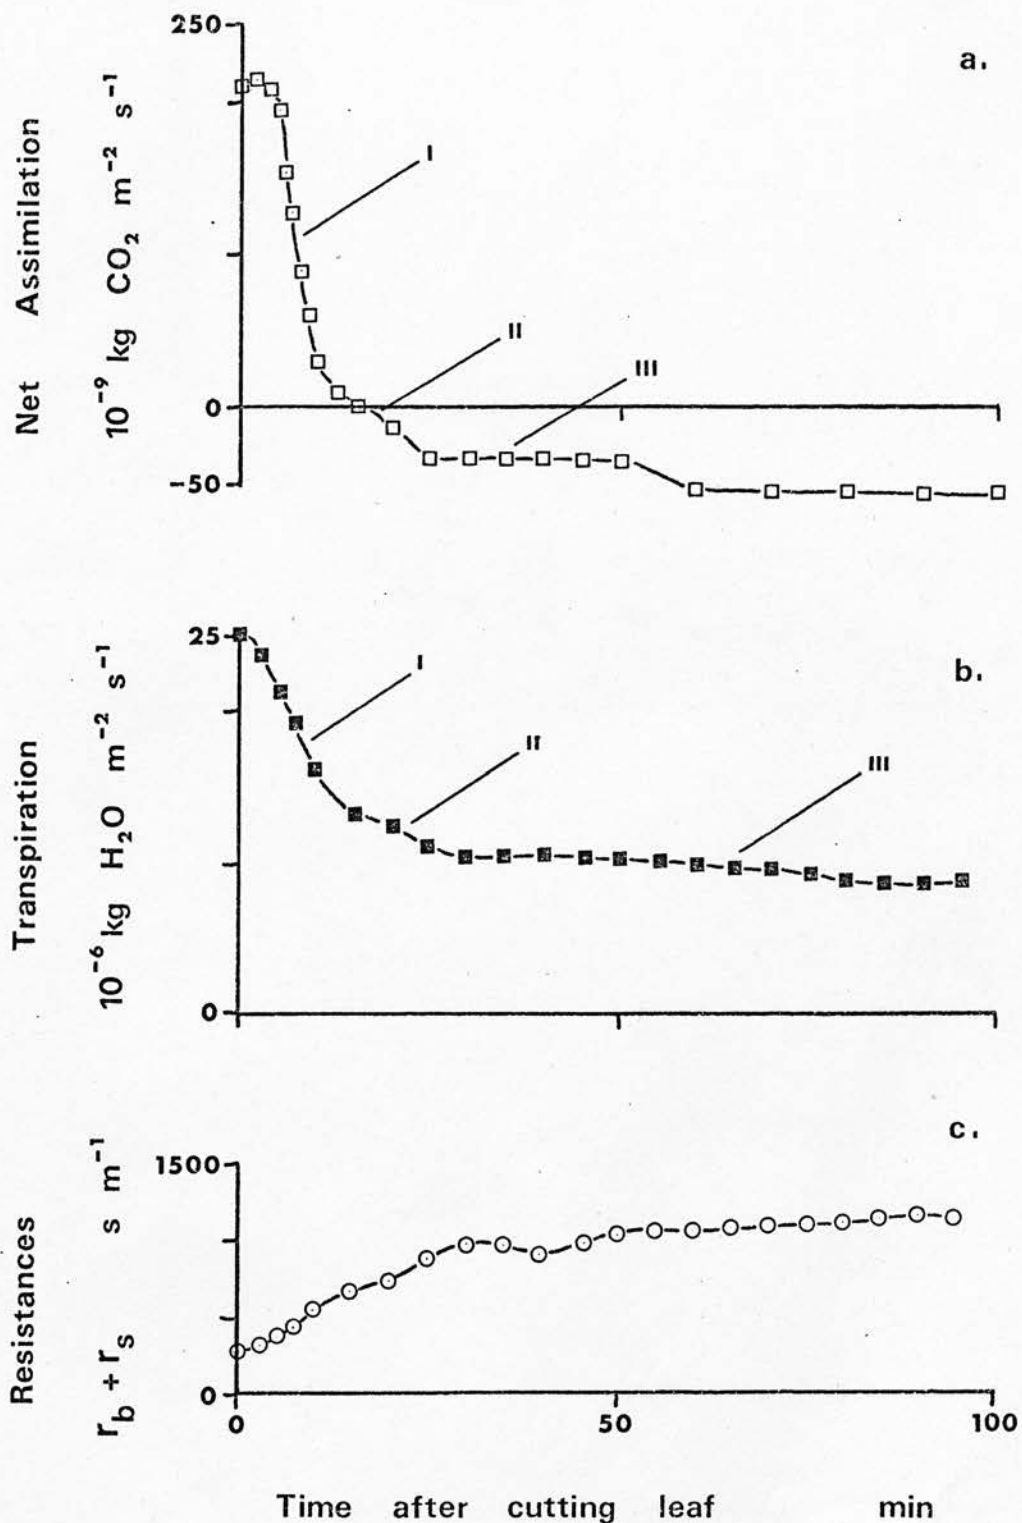 a.
Net Assimilation
10⁻⁹ kg CO₂ m⁻² s⁻¹
250
0
-50
I
II
III
b.
Transpiration
10⁻⁶ kg H₂O m⁻² s⁻¹
25
0
I
II
III
c.
Resistances
r_b + r_s s m⁻¹
1500
0
0 50 100
Time after cutting leaf min